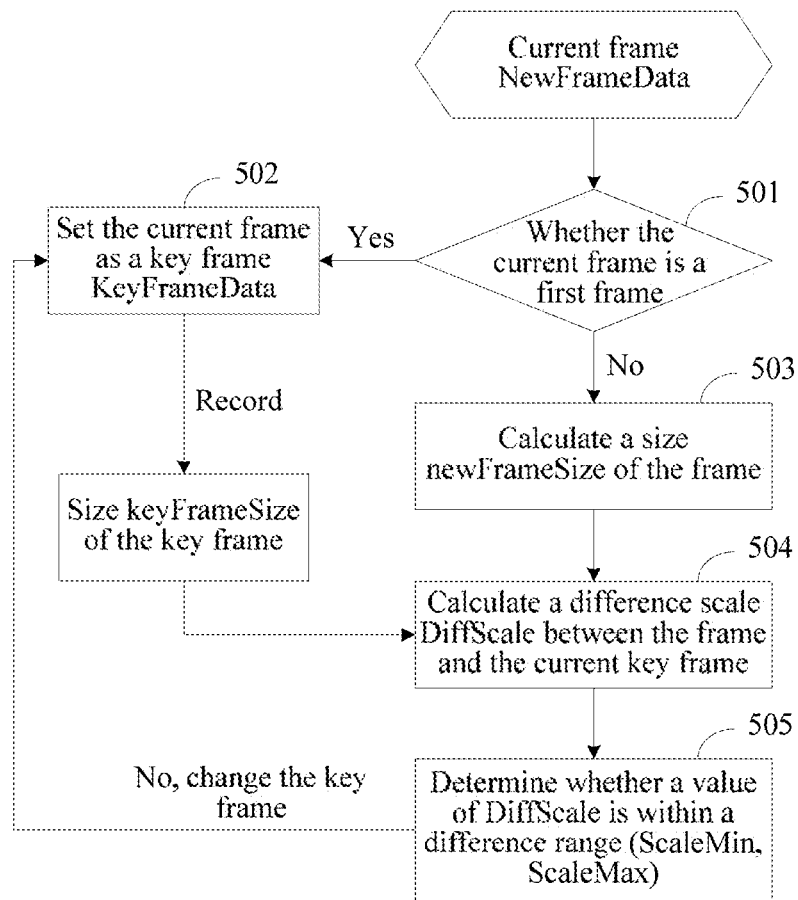 Current frame
NewFrameData
502
501
Set the current frame
as a key frame
KeyFrameData
Yes
Whether the
current frame is a
first frame
No
503
Record
Calculate a size
newFrameSize of the frame
Size keyFrameSize
of the key frame
504
Calculate a difference scale
DiffScale between the frame
and the current key frame
505
No, change the key
frame
Determine whether a value
of DiffScale is within a
difference range (ScaleMin,
ScaleMax)